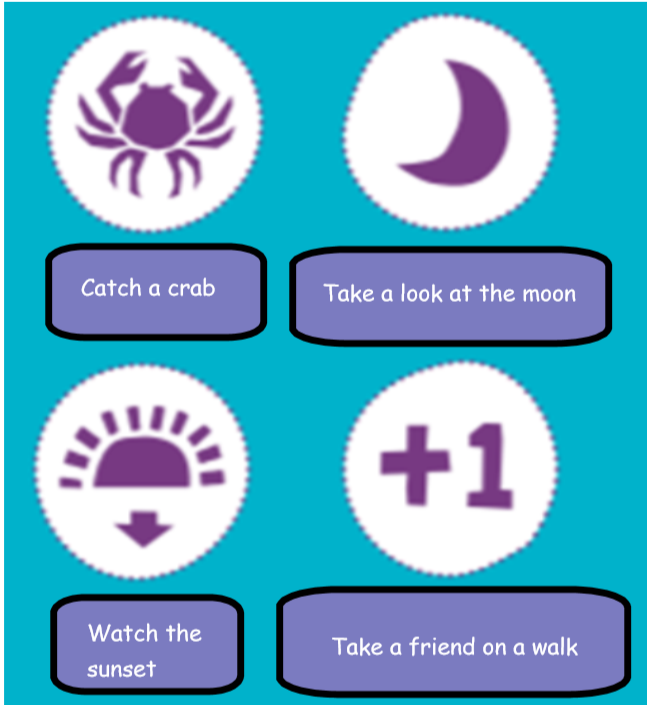 Catch a crab
Take a look at the moon
+1
Watch the
sunset
Take a friend on a walk